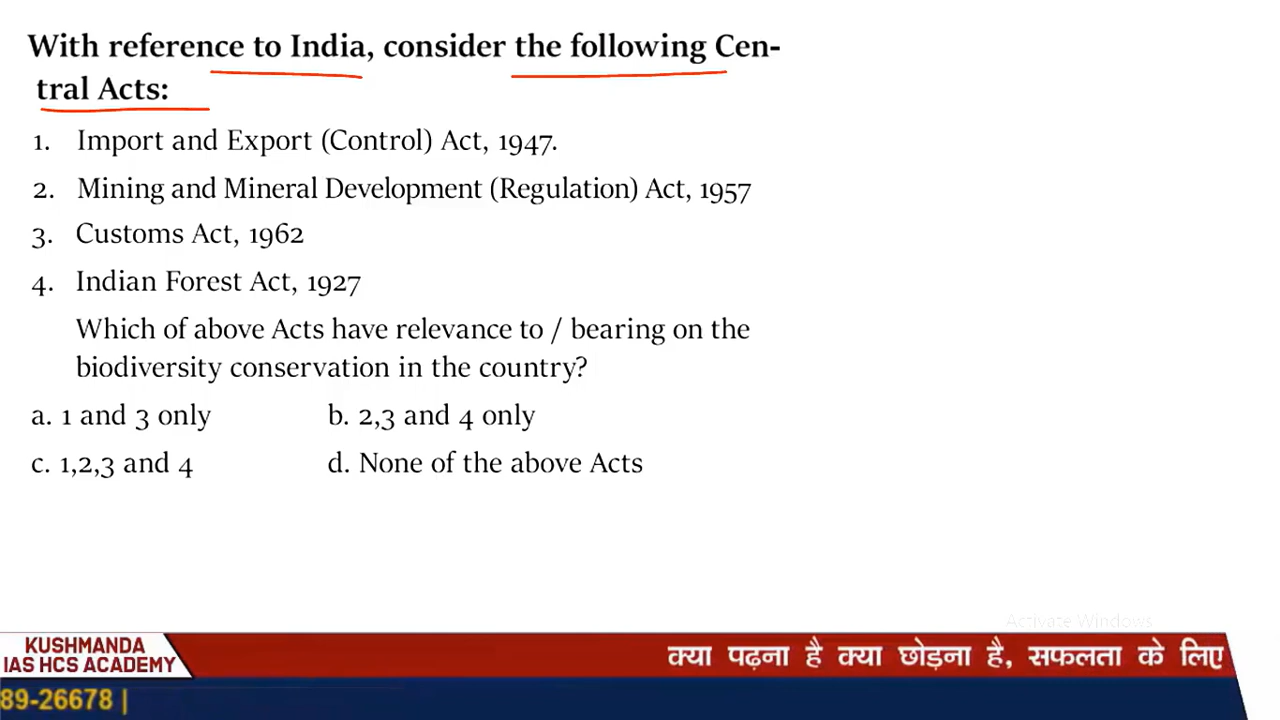 With reference to India, consider the following Cen-
tral Acts:
1. Import and Export (Control) Act, 1947.
2. Mining and Mineral Development (Regulation) Act, 1957
3. Customs Act, 1962
4. Indian Forest Act, 1927
Which of above Acts have relevance to / bearing on the
biodiversity conservation in the country?
a. 1 and 3 only b. 2,3 and 4 only
c. 1,2,3 and 4 d. None of the above Acts
Activate Windows
KUSHMANDA
IAS HCS ACADEMY
क्या पढ़ना है क्या छोड़ना है, सफलता के लिए
89-26678 |